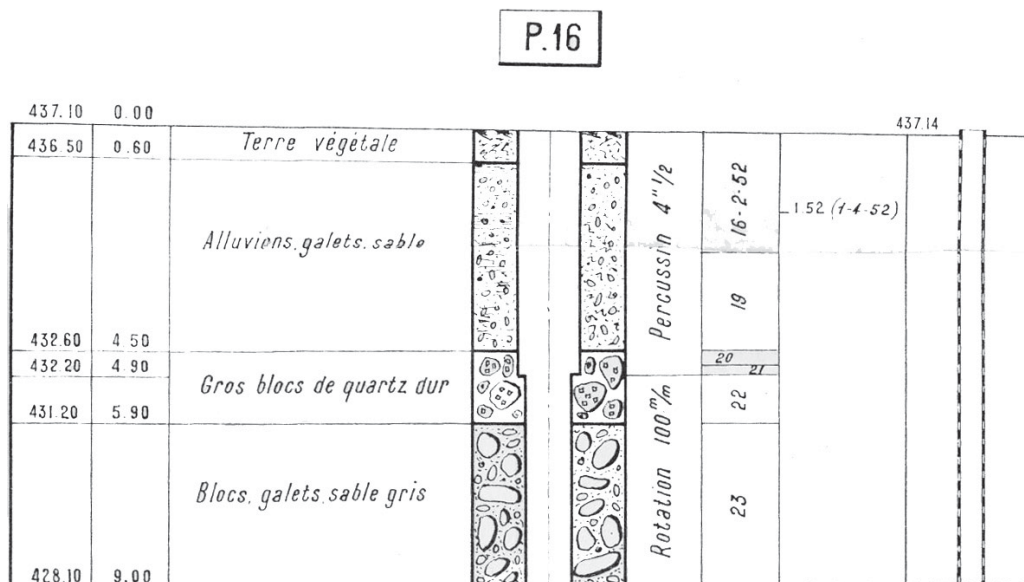 P.16
437.10 0.00
437.14
436.50 0.60 Terre végétale
16-2-52
1.52 (1-4-52)
Alluvions, galets, sable
Percussin 4"1/2
19
432.60 4.50
20
432.20 4.90
21
Gros blocs de quartz dur
22
431.20 5.90
Rotation 100 m/m
Blocs, galets, sable gris
23
428.10 9.00